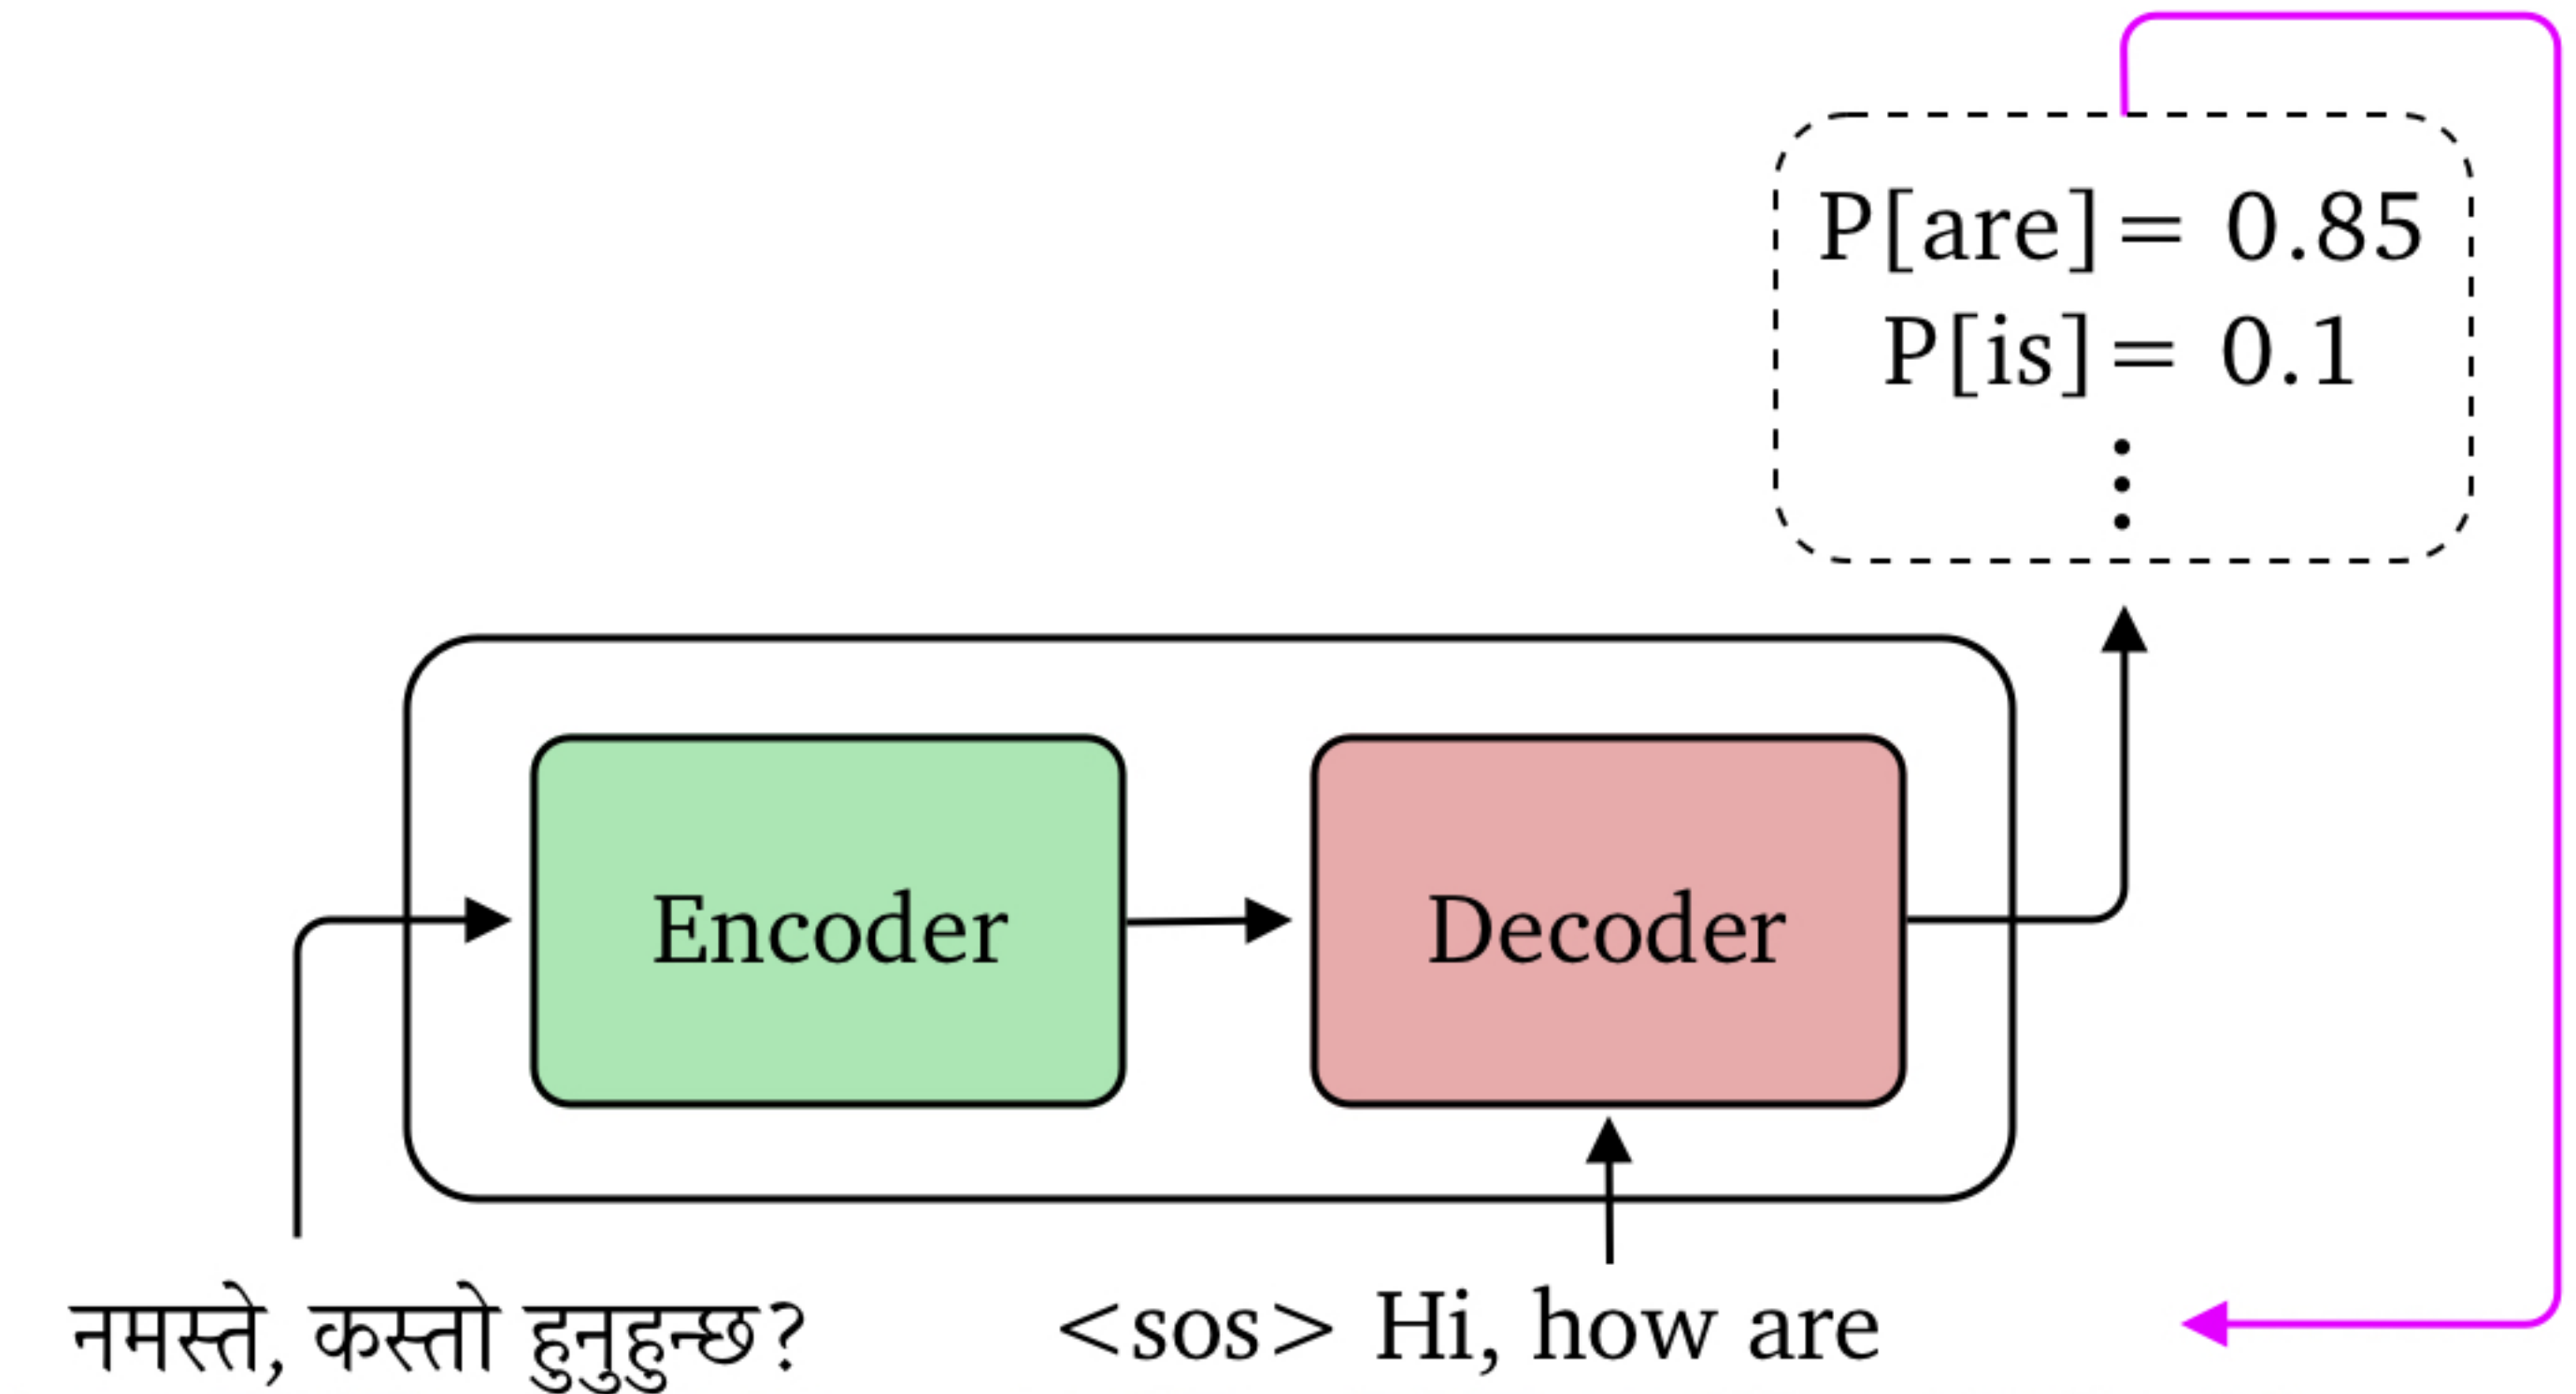 P[are]= 0.85
P[is]= 0.1
Encoder
Decoder
नमस्ते, कस्तो हुनुहुन्छ?
<sos> Hi, how are